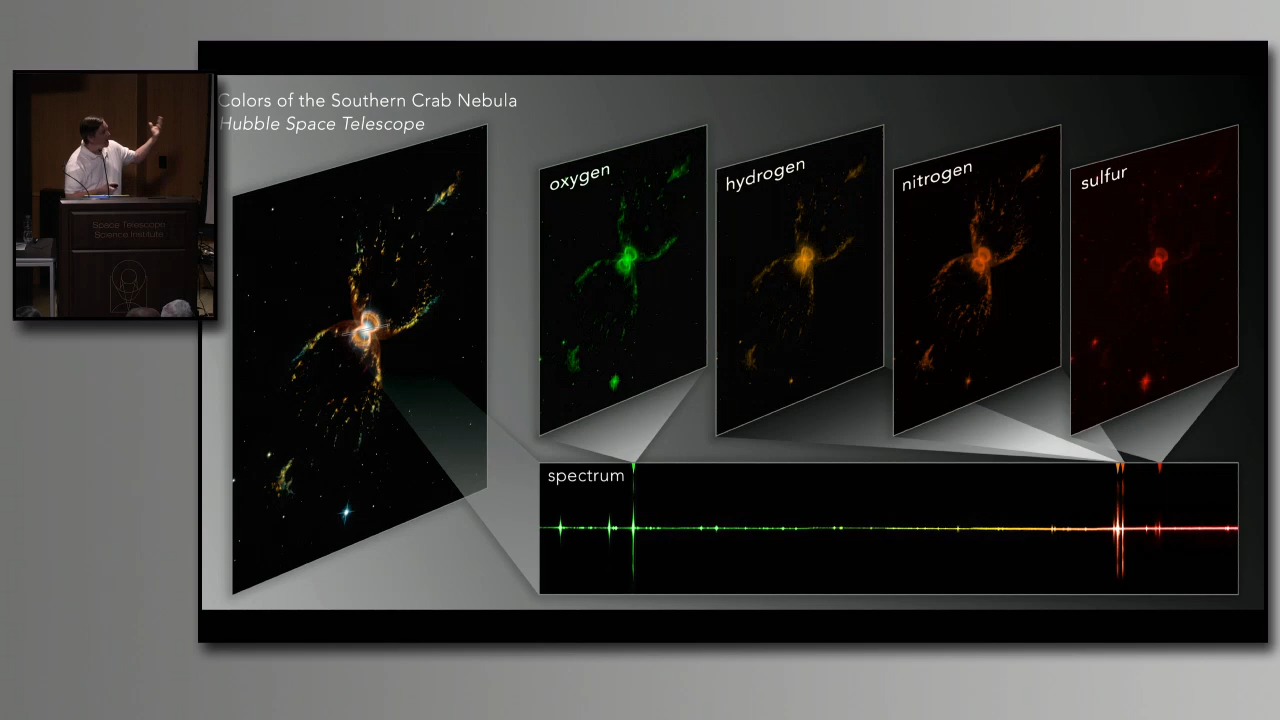 Colors of the Southern Crab Nebula
Hubble Space Telescope
oxygen
hydrogen
nitrogen
sulfur
spectrum
Space Telescope
Science Institute